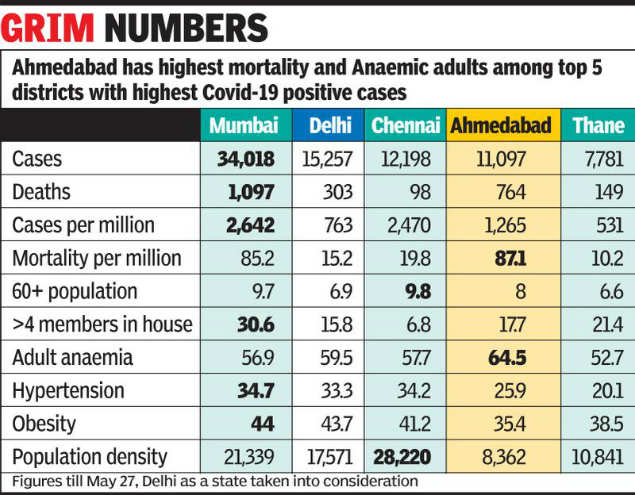 GRIM NUMBERS
Ahmedabad has highest mortality and Anaemic adults among top 5
districts with highest Covid-19 positive cases
Mumbai Delhi Chennai Ahmedabad Thane
Cases 34,018 15,257 12,198 11,097 7,781
Deaths 1,097 303 98 764 149
Cases per million 2,642 763 2,470 1,265 531
Mortality per million 85.2 15.2 19.8 87.1 10.2
60+ population 9.7 6.9 9.8 8 6.6
>4 members in house 30.6 15.8 6.8 17.7 21.4
Adult anaemia 56.9 59.5 57.7 64.5 52.7
Hypertension 34.7 33.3 34.2 25.9 20.1
Obesity 44 43.7 41.2 35.4 38.5
Population density 21,339 17,571 28,220 8,362 10,841
Figures till May 27, Delhi as a state taken into consideration